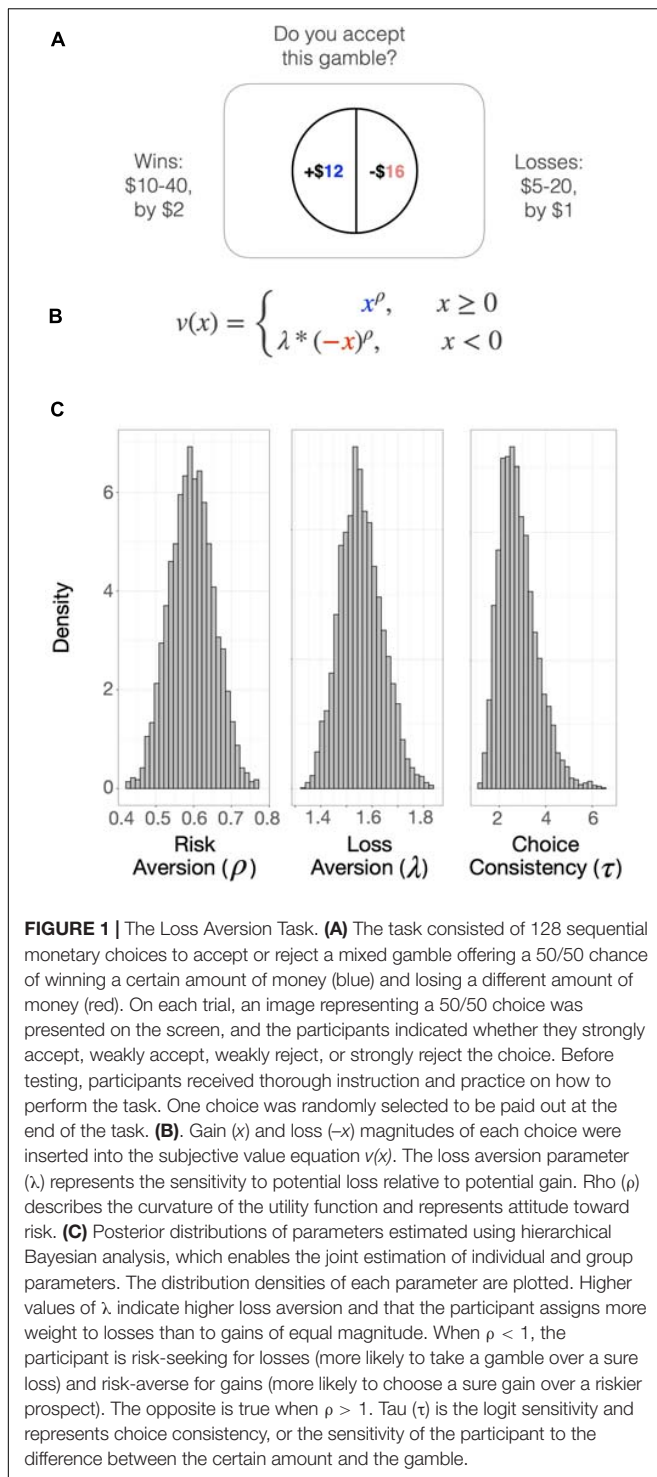 A
Do you accept
this gamble?
Wins:
$10-40,
by $2
+$12
-$16
Losses:
$5-20,
by $1
B
v(x) = { x^ρ, x ≥ 0
λ * (−x)^ρ, x < 0
C
Density
6
4
2
0
0.4 0.5 0.6 0.7 0.8
1.4 1.6 1.8
2 4 6
Risk
Aversion (ρ)
Loss
Aversion (λ)
Choice
Consistency (τ)
FIGURE 1 | The Loss Aversion Task. (A) The task consisted of 128 sequential
monetary choices to accept or reject a mixed gamble offering a 50/50 chance
of winning a certain amount of money (blue) and losing a different amount of
money (red). On each trial, an image representing a 50/50 choice was
presented on the screen, and the participants indicated whether they strongly
accept, weakly accept, weakly reject, or strongly reject the choice. Before
testing, participants received thorough instruction and practice on how to
perform the task. One choice was randomly selected to be paid out at the
end of the task. (B). Gain (x) and loss (–x) magnitudes of each choice were
inserted into the subjective value equation v(x). The loss aversion parameter
(λ) represents the sensitivity to potential loss relative to potential gain. Rho (ρ)
describes the curvature of the utility function and represents attitude toward
risk. (C) Posterior distributions of parameters estimated using hierarchical
Bayesian analysis, which enables the joint estimation of individual and group
parameters. The distribution densities of each parameter are plotted. Higher
values of λ indicate higher loss aversion and that the participant assigns more
weight to losses than to gains of equal magnitude. When ρ < 1, the
participant is risk-seeking for losses (more likely to take a gamble over a sure
loss) and risk-averse for gains (more likely to choose a sure gain over a riskier
prospect). The opposite is true when ρ > 1. Tau (τ) is the logit sensitivity and
represents choice consistency, or the sensitivity of the participant to the
difference between the certain amount and the gamble.